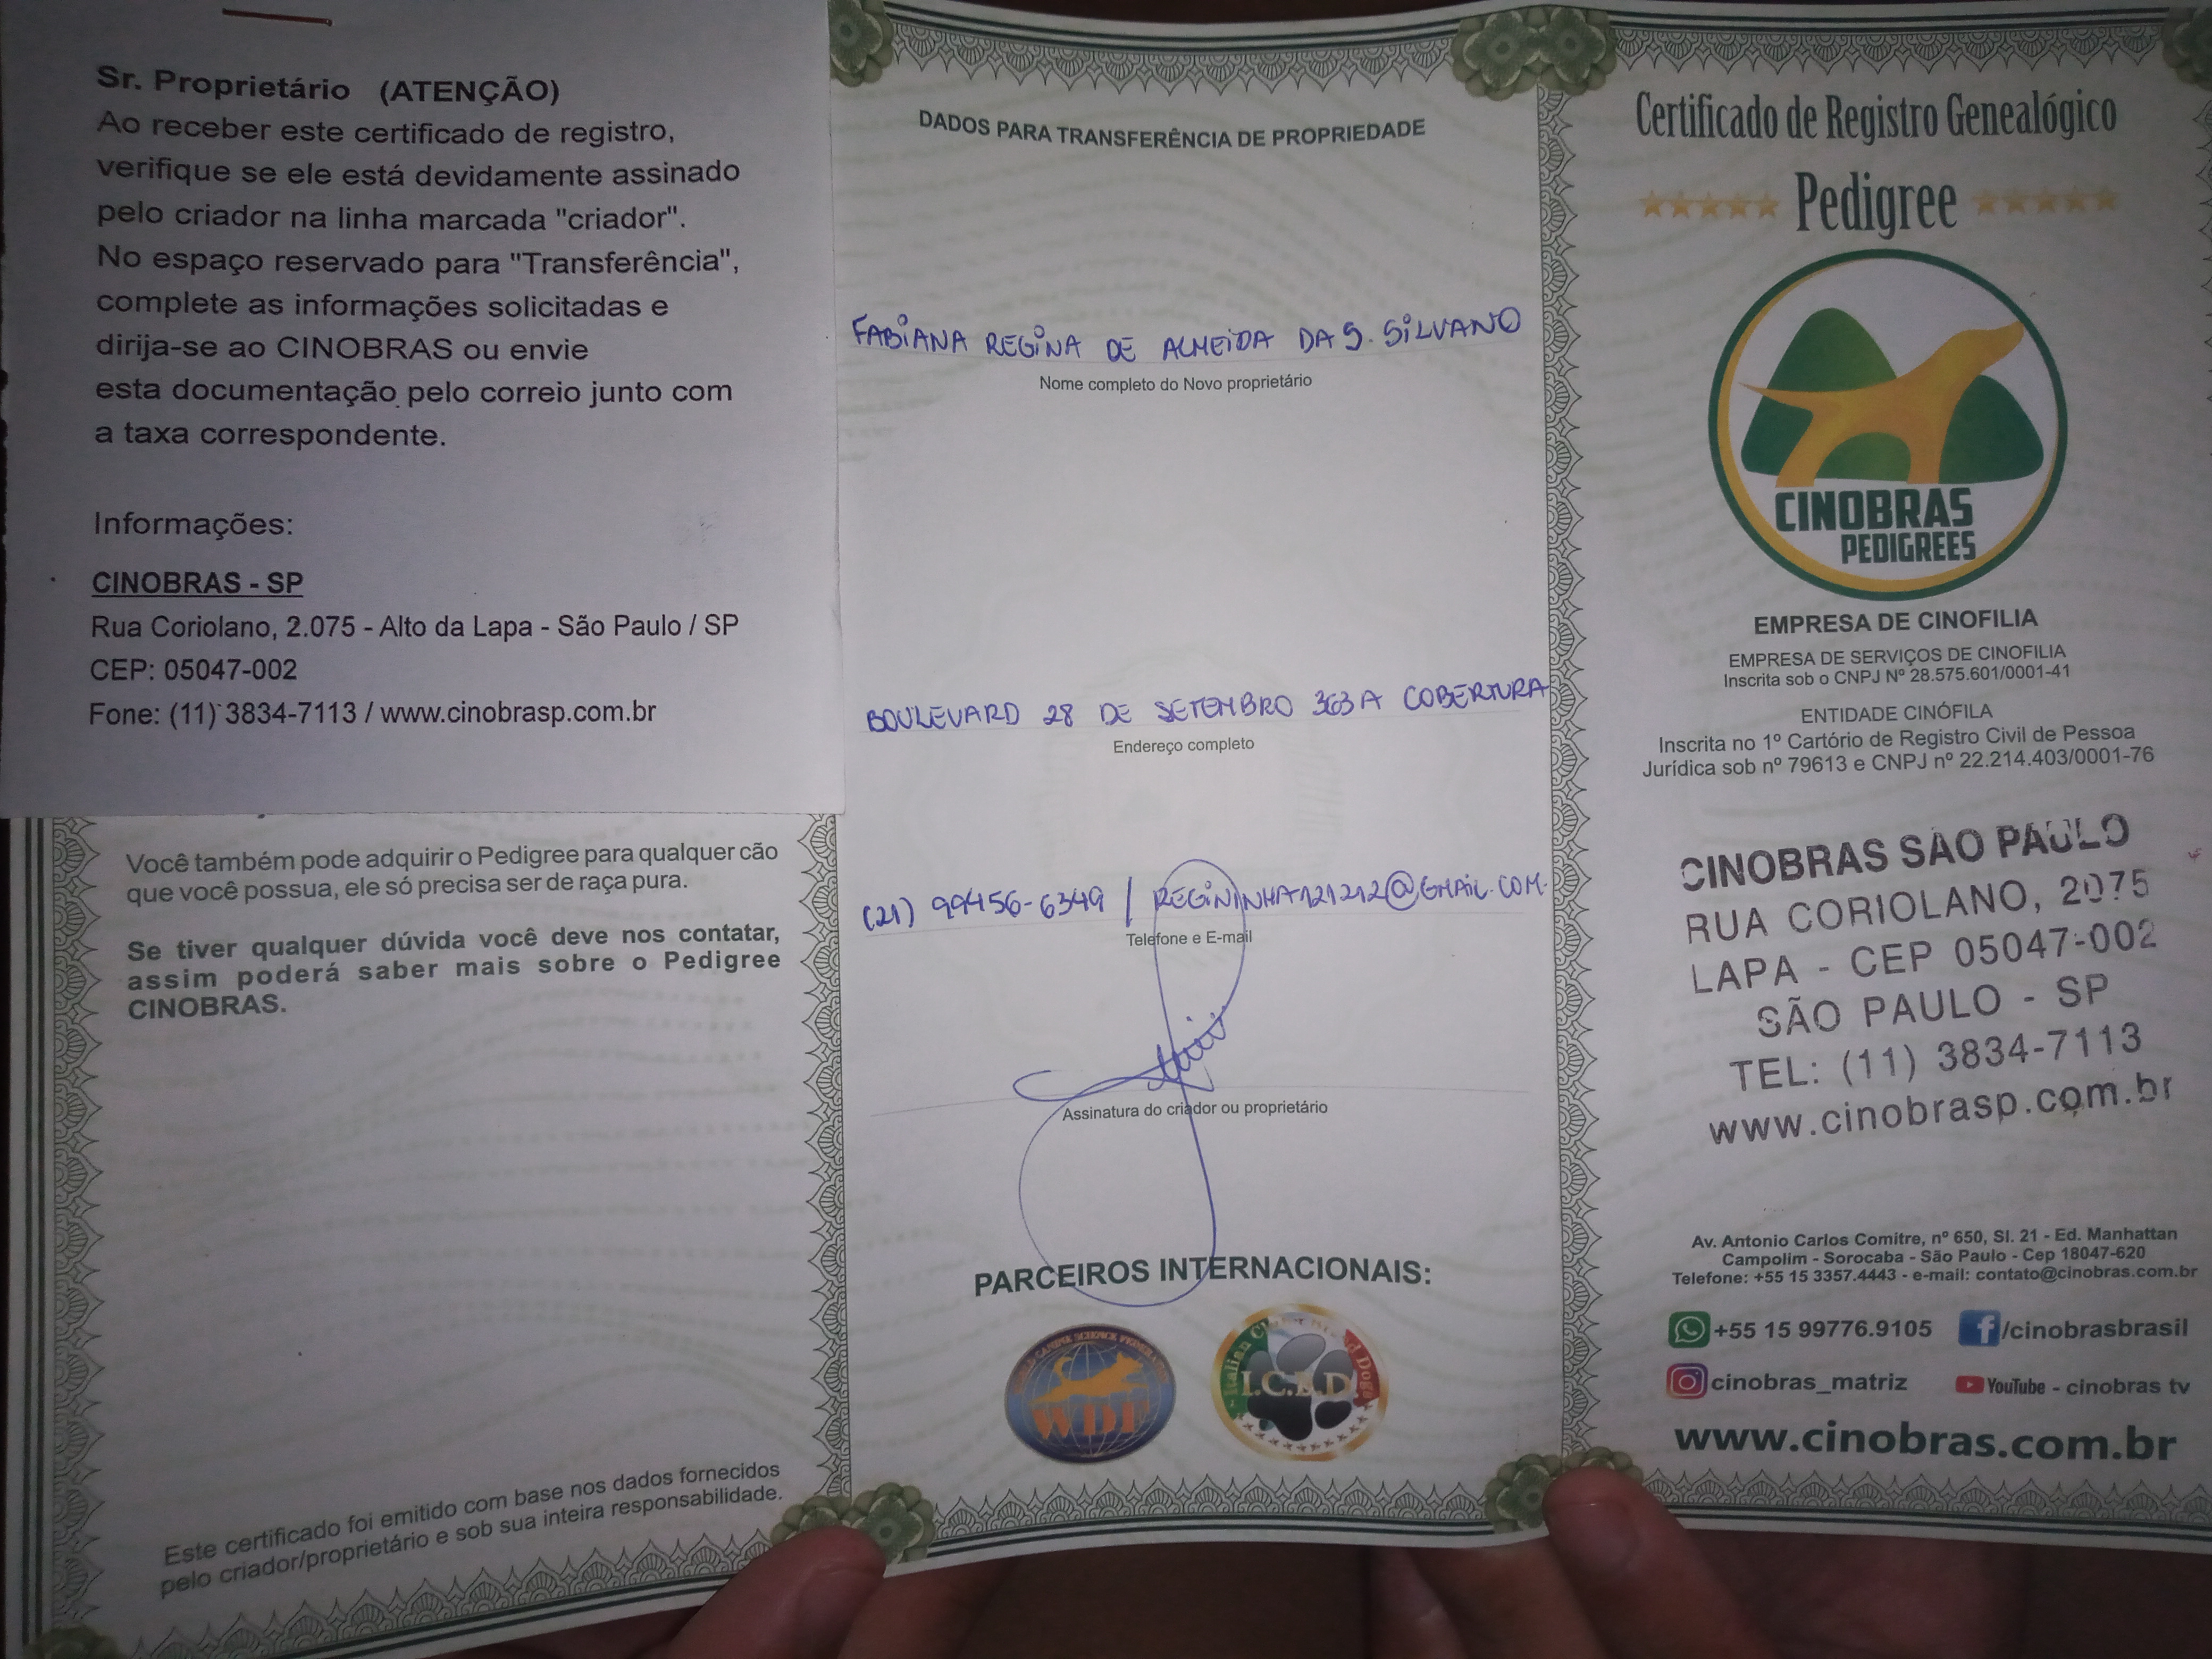 Sr. Proprietário (ATENÇÃO)
Ao receber este certificado de registro,
verifique se ele está devidamente assinado
pelo criador na linha marcada "criador".
No espaço reservado para "Transferência",
complete as informações solicitadas e
dirija-se ao CINOBRAS ou envie
esta documentação pelo correio junto com
a taxa correspondente.
Informações:
CINOBRAS - SP
Rua Coriolano, 2.075 - Alto da Lapa - São Paulo / SP
CEP: 05047-002
Fone: (11) 3834-7113 / www.cinobrasp.com.br
Você também pode adquirir o Pedigree para qualquer cão
que você possua, ele só precisa ser de raça pura.
Se tiver qualquer dúvida você deve nos contatar,
assim poderá saber mais sobre o Pedigree
CINOBRAS.
Este certificado foi emitido com base nos dados fornecidos
pelo criador/proprietário e sob sua inteira responsabilidade.
DADOS PARA TRANSFERÊNCIA DE PROPRIEDADE
FABIANA REGINA DE ALMEIDA DA S. SILVANO
Nome completo do Novo proprietário
BOULEVARD 28 DE SETEMBRO 363 A COBERTURA
Endereço completo
(21) 99456-6349 / REGININHA121212@GMAIL.COM.
Telefone e E-mail
Assinatura do criador ou proprietário
PARCEIROS INTERNACIONAIS:
WORLD CANINE SCIENCE FEDERATION
WDF
Italian
Dogs
Certificado de Registro Genealógico
Pedigree
CINOBRAS
PEDIGREES
EMPRESA DE CINOFILIA
EMPRESA DE SERVIÇOS DE CINOFILIA
Inscrita sob o CNPJ Nº 28.575.601/0001-41
ENTIDADE CINÓFILA
Inscrita no 1º Cartório de Registro Civil de Pessoa
Jurídica sob nº 79613 e CNPJ nº 22.214.403/0001-76
CINOBRAS SÃO PAULO
RUA CORIOLANO, 2075
LAPA - CEP 05047-002
SÃO PAULO - SP
TEL: (11) 3834-7113
www.cinobrasp.com.br
Av. Antonio Carlos Comitre, nº 650, Sl. 21 - Ed. Manhattan
Campolim - Sorocaba - São Paulo - Cep 18047-620
Telefone: +55 15 3357.4443 - e-mail: contato@cinobras.com.br
+55 15 99776.9105 /cinobrasbrasil
cinobras_matriz YouTube - cinobras tv
www.cinobras.com.br